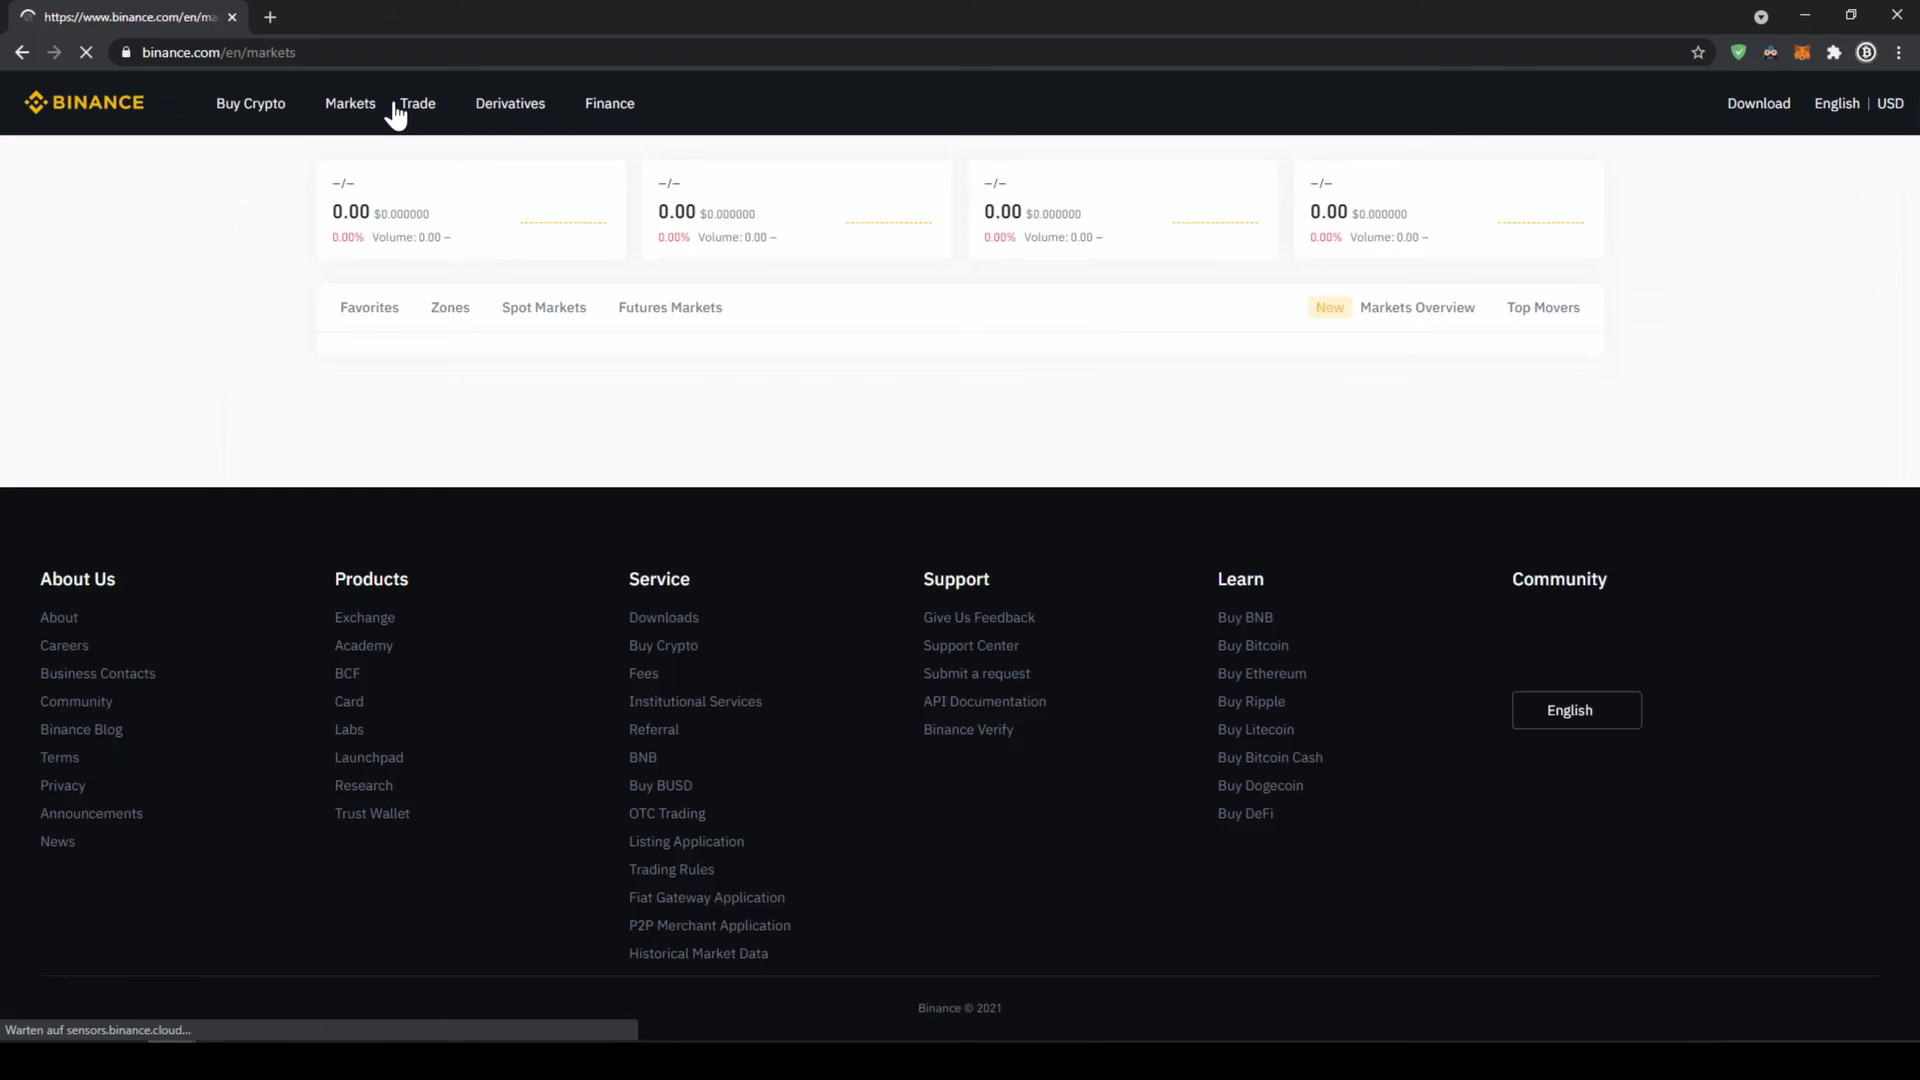 https://www.binance.com/en/ma
binance.com/en/markets
BINANCE Buy Crypto Markets Trade Derivatives Finance Download English | USD
–/– –/– –/– –/–
0.00 $0.000000 0.00 $0.000000 0.00 $0.000000 0.00 $0.000000
0.00% Volume: 0.00 – 0.00% Volume: 0.00 – 0.00% Volume: 0.00 – 0.00% Volume: 0.00 –
Favorites Zones Spot Markets Futures Markets New Markets Overview Top Movers
About Us
About
Careers
Business Contacts
Community
Binance Blog
Terms
Privacy
Announcements
News
Products
Exchange
Academy
BCF
Card
Labs
Launchpad
Research
Trust Wallet
Service
Downloads
Buy Crypto
Fees
Institutional Services
Referral
BNB
Buy BUSD
OTC Trading
Listing Application
Trading Rules
Fiat Gateway Application
P2P Merchant Application
Historical Market Data
Support
Give Us Feedback
Support Center
Submit a request
API Documentation
Binance Verify
Learn
Buy BNB
Buy Bitcoin
Buy Ethereum
Buy Ripple
Buy Litecoin
Buy Bitcoin Cash
Buy Dogecoin
Buy DeFi
Community
English
Binance © 2021
Warten auf sensors.binance.cloud...